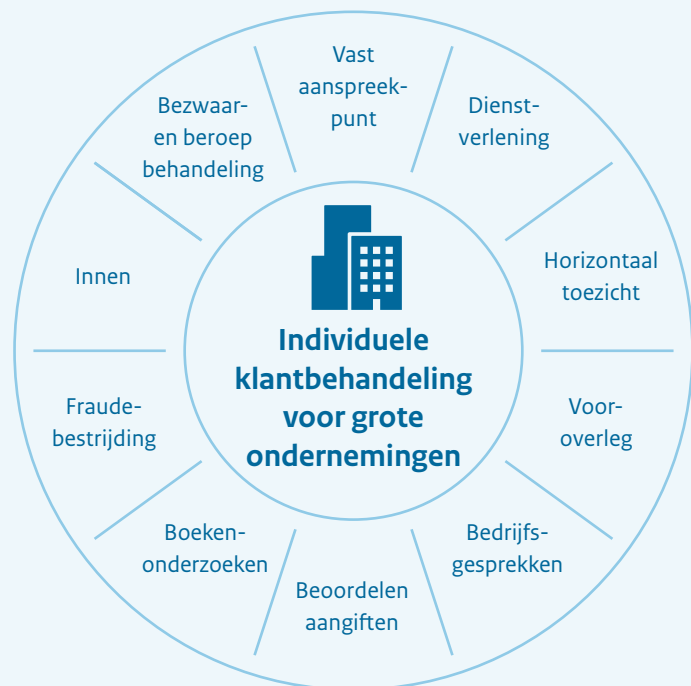 Vast
aanspreek-
punt
Dienst-
verlening
Horizontaal
toezicht
Voor-
overleg
Bedrijfs-
gesprekken
Beoordelen
aangiften
Boeken-
onderzoeken
Fraude-
bestrijding
Innen
Bezwaar-
en beroep
behandeling
Individuele
klantbehandeling
voor grote
ondernemingen